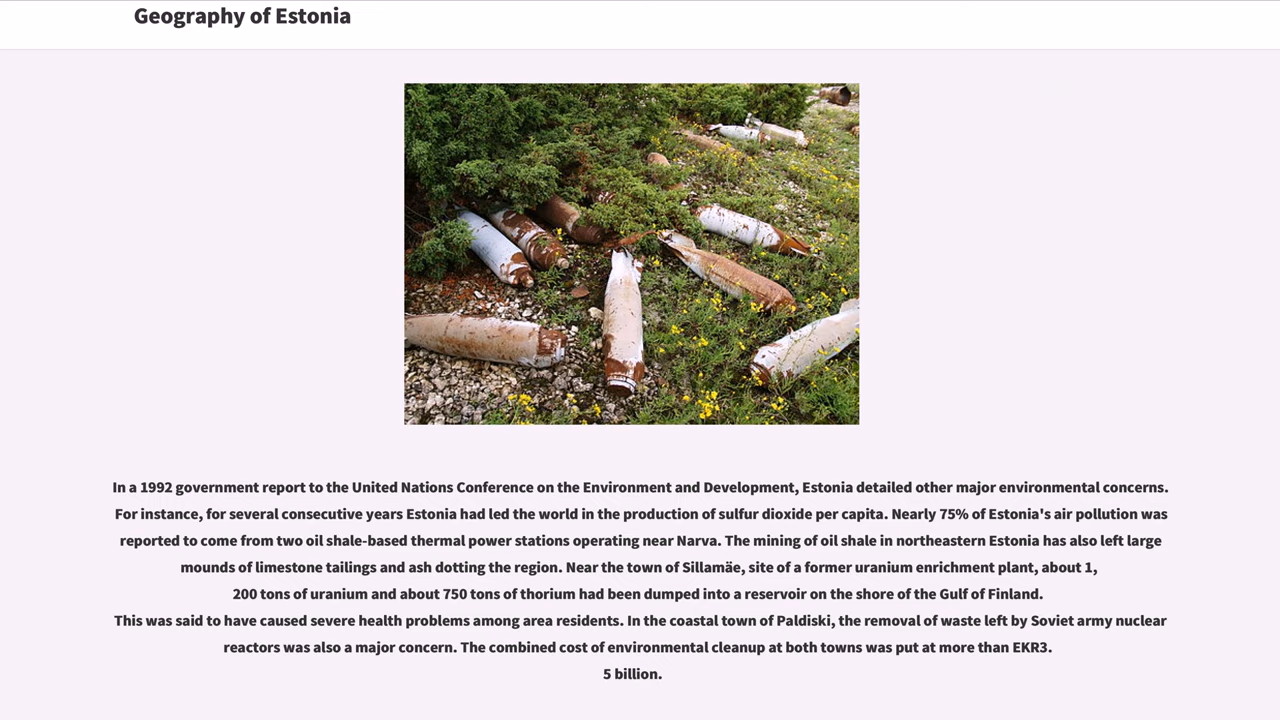 Geography of Estonia
In a 1992 government report to the United Nations Conference on the Environment and Development, Estonia detailed other major environmental concerns.
For instance, for several consecutive years Estonia had led the world in the production of sulfur dioxide per capita. Nearly 75% of Estonia's air pollution was
reported to come from two oil shale-based thermal power stations operating near Narva. The mining of oil shale in northeastern Estonia has also left large
mounds of limestone tailings and ash dotting the region. Near the town of Sillamäe, site of a former uranium enrichment plant, about 1,
200 tons of uranium and about 750 tons of thorium had been dumped into a reservoir on the shore of the Gulf of Finland.
This was said to have caused severe health problems among area residents. In the coastal town of Paldiski, the removal of waste left by Soviet army nuclear
reactors was also a major concern. The combined cost of environmental cleanup at both towns was put at more than EKR3.
5 billion.